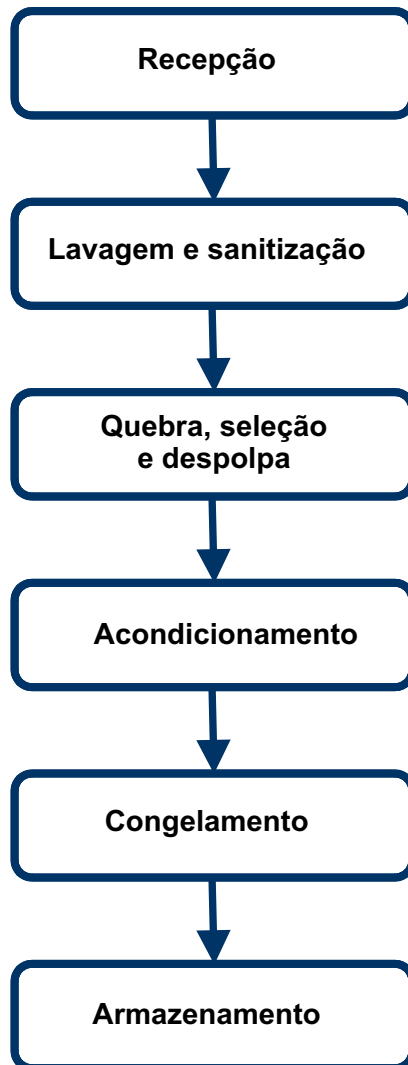 Recepção
Lavagem e sanitização
Quebra, seleção
e despolpa
Acondicionamento
Congelamento
Armazenamento